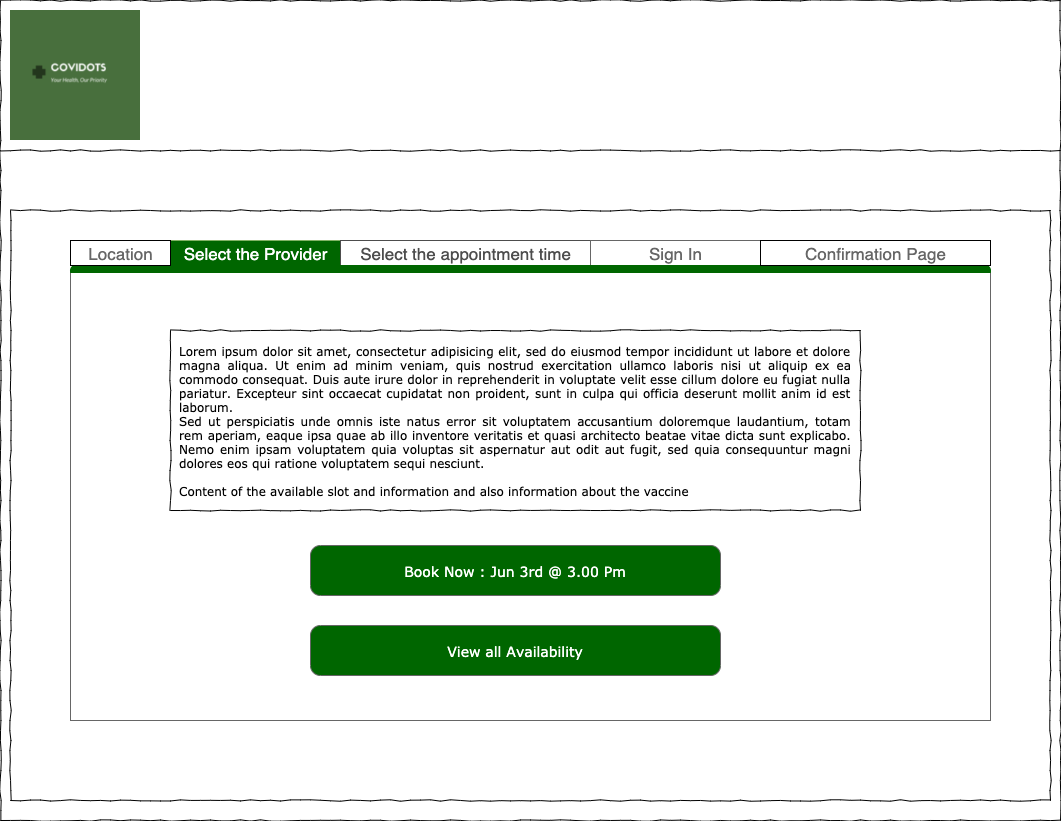 COVIDOTS
Your Health, Our Priority
Location Select the Provider Select the appointment time Sign In Confirmation Page
Lorem ipsum dolor sit amet, consectetur adipisicing elit, sed do eiusmod tempor incididunt ut labore et dolore
magna aliqua. Ut enim ad minim veniam, quis nostrud exercitation ullamco laboris nisi ut aliquip ex ea
commodo consequat. Duis aute irure dolor in reprehenderit in voluptate velit esse cillum dolore eu fugiat nulla
pariatur. Excepteur sint occaecat cupidatat non proident, sunt in culpa qui officia deserunt mollit anim id est
laborum.
Sed ut perspiciatis unde omnis iste natus error sit voluptatem accusantium doloremque laudantium, totam
rem aperiam, eaque ipsa quae ab illo inventore veritatis et quasi architecto beatae vitae dicta sunt explicabo.
Nemo enim ipsam voluptatem quia voluptas sit aspernatur aut odit aut fugit, sed quia consequuntur magni
dolores eos qui ratione voluptatem sequi nesciunt.
Content of the available slot and information and also information about the vaccine
Book Now : Jun 3rd @ 3.00 Pm
View all Availability